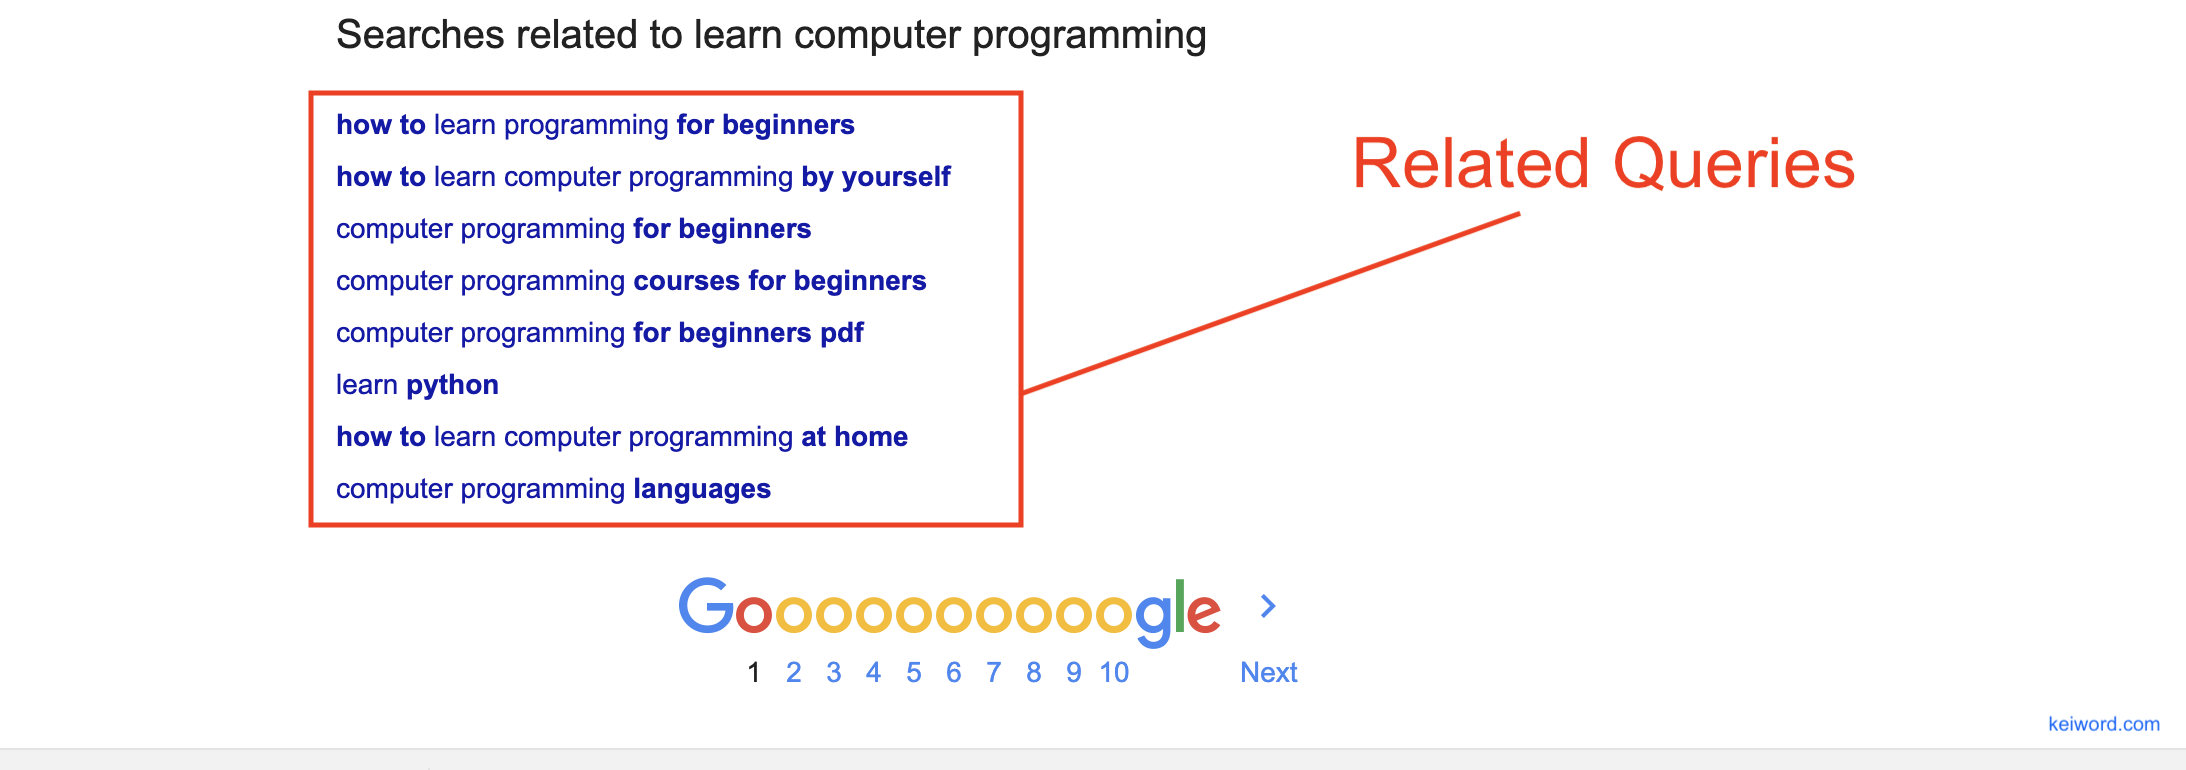 Searches related to learn computer programming
how to learn programming for beginners
how to learn computer programming by yourself
computer programming for beginners
computer programming courses for beginners
computer programming for beginners pdf
learn python
how to learn computer programming at home
computer programming languages
Related Queries
Goooooooooogle >
1 2 3 4 5 6 7 8 9 10 Next
keiword.com